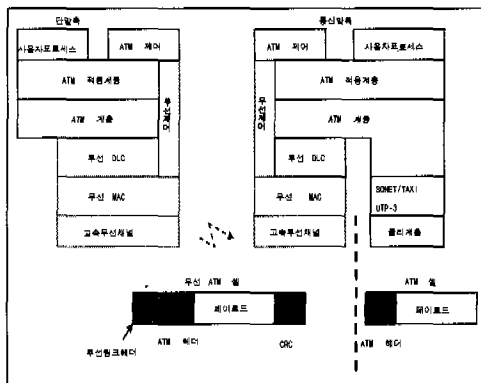 단말측
통신망측
사용자프로세스
ATM 제어
ATM 제어
사용자프로세스
ATM 적응계층
ATM 적응계층
ATM 계층
ATM 계층
무선제어
무선제어
무선 DLC
무선 DLC
무선 MAC
무선 MAC
SONET/TAXI
UTP-3
고속무선채널
고속무선채널
물리계층
무선 ATM 셀
ATM 셀
페이로드
페이로드
무선링크헤더
ATM 헤더
CRC
ATM 헤더